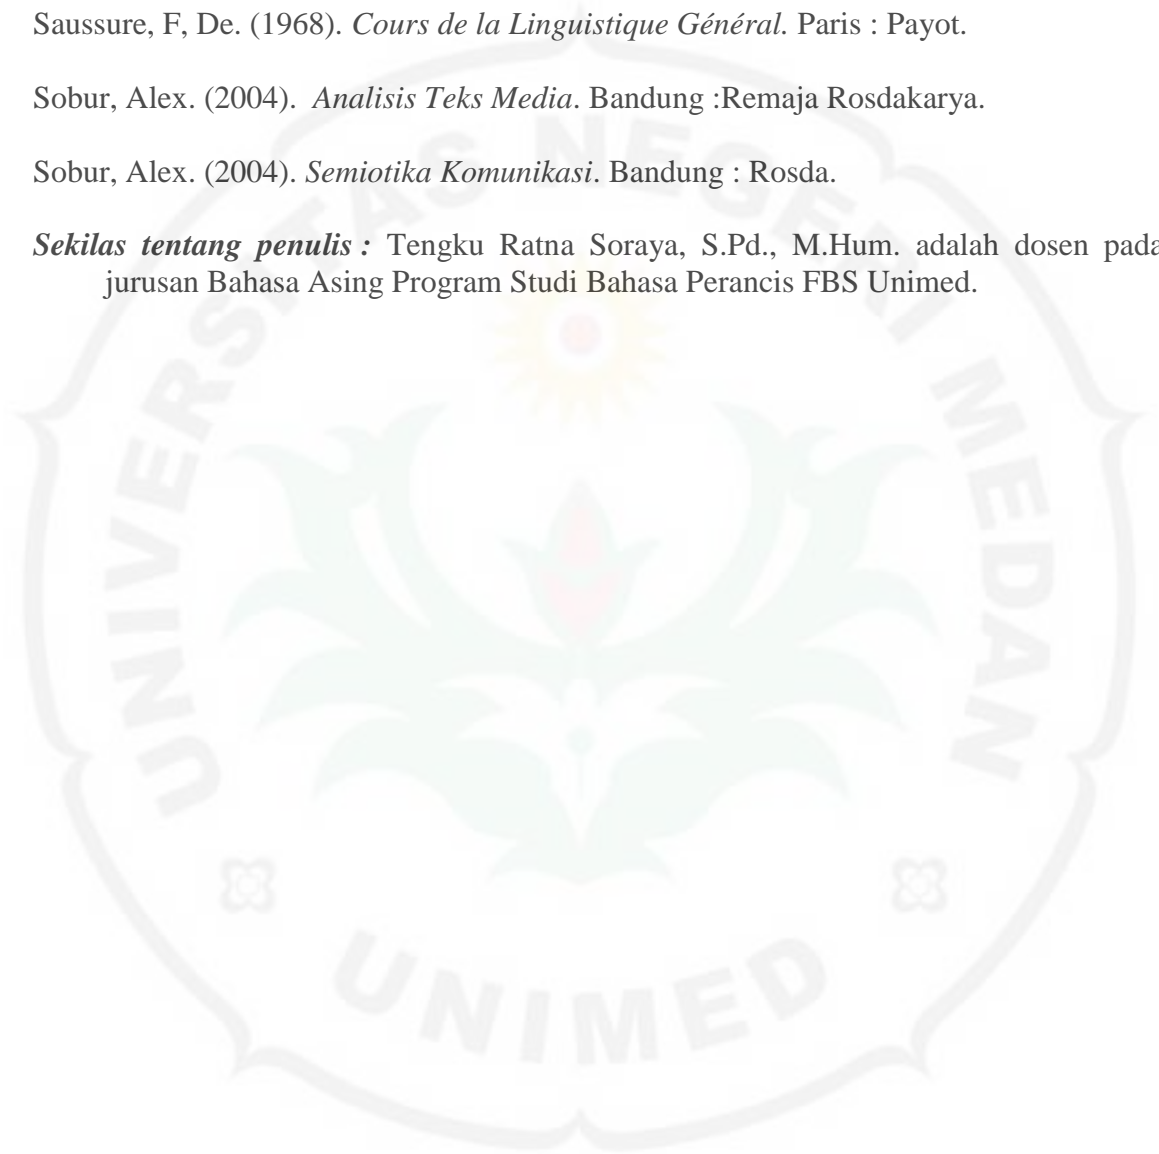 Saussure, F, De. (1968). Cours de la Linguistique Général. Paris : Payot.
Sobur, Alex. (2004). Analisis Teks Media. Bandung :Remaja Rosdakarya.
Sobur, Alex. (2004). Semiotika Komunikasi. Bandung : Rosda.
Sekilas tentang penulis : Tengku Ratna Soraya, S.Pd., M.Hum. adalah dosen pada
jurusan Bahasa Asing Program Studi Bahasa Perancis FBS Unimed.
UNIVERSITAS NEGERI MEDAN
UNIMED